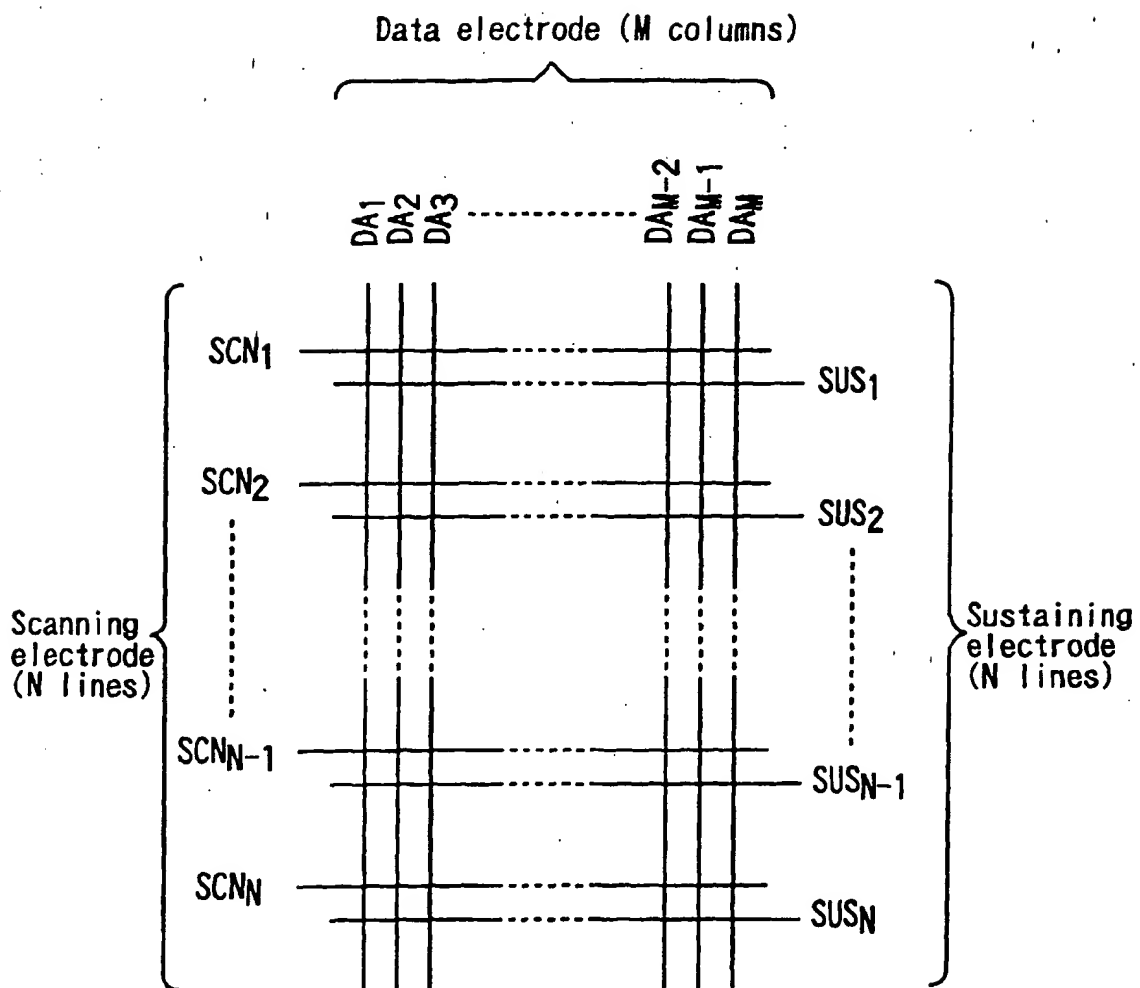 Data electrode (M columns)
DA1
DA2
DA3
DAM-2
DAM-1
DAM
SCN1
SUS1
SCN2
SUS2
Scanning
electrode
(N lines)
Sustaining
electrode
(N lines)
SCNN-1
SUSN-1
SCNN
SUSN